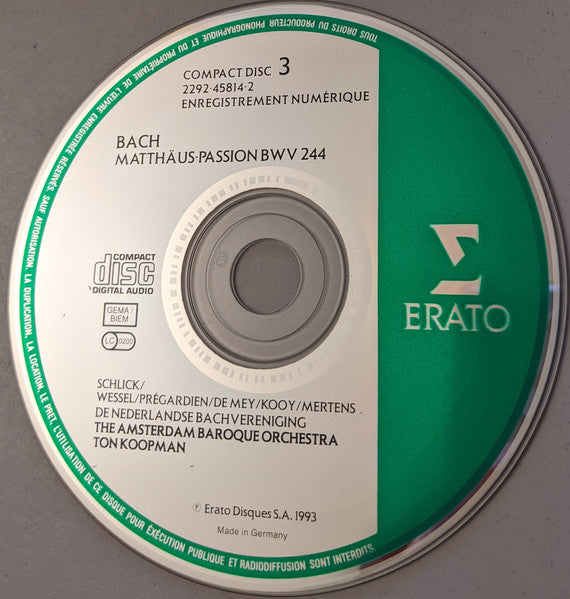 COMPACT DISC 3
2292-45814-2
ENREGISTREMENT NUMÉRIQUE
BACH
MATTHÄUS-PASSION BWV 244
COMPACT
disc
DIGITAL AUDIO
GEMA/
BIEM
LC 0200
ERATO
SCHLICK/
WESSEL/PRÉGARDIEN/DE MEY/KOOY/MERTENS
DE NEDERLANDSE BACHVERENIGING
THE AMSTERDAM BAROQUE ORCHESTRA
TON KOOPMAN
℗ Erato Disques S.A. 1993
Made in Germany
TOUS DROITS DU PRODUCTEUR PHONOGRAPHIQUE ET DU PROPRIÉTAIRE DE L'ŒUVRE ENREGISTRÉE RÉSERVÉS. SAUF AUTORISATION, LA DUPLICATION, LA LOCATION, LE PRET, L'UTILISATION DE CE DISQUE POUR EXÉCUTION PUBLIQUE ET RADIODIFFUSION SONT INTERDITS.